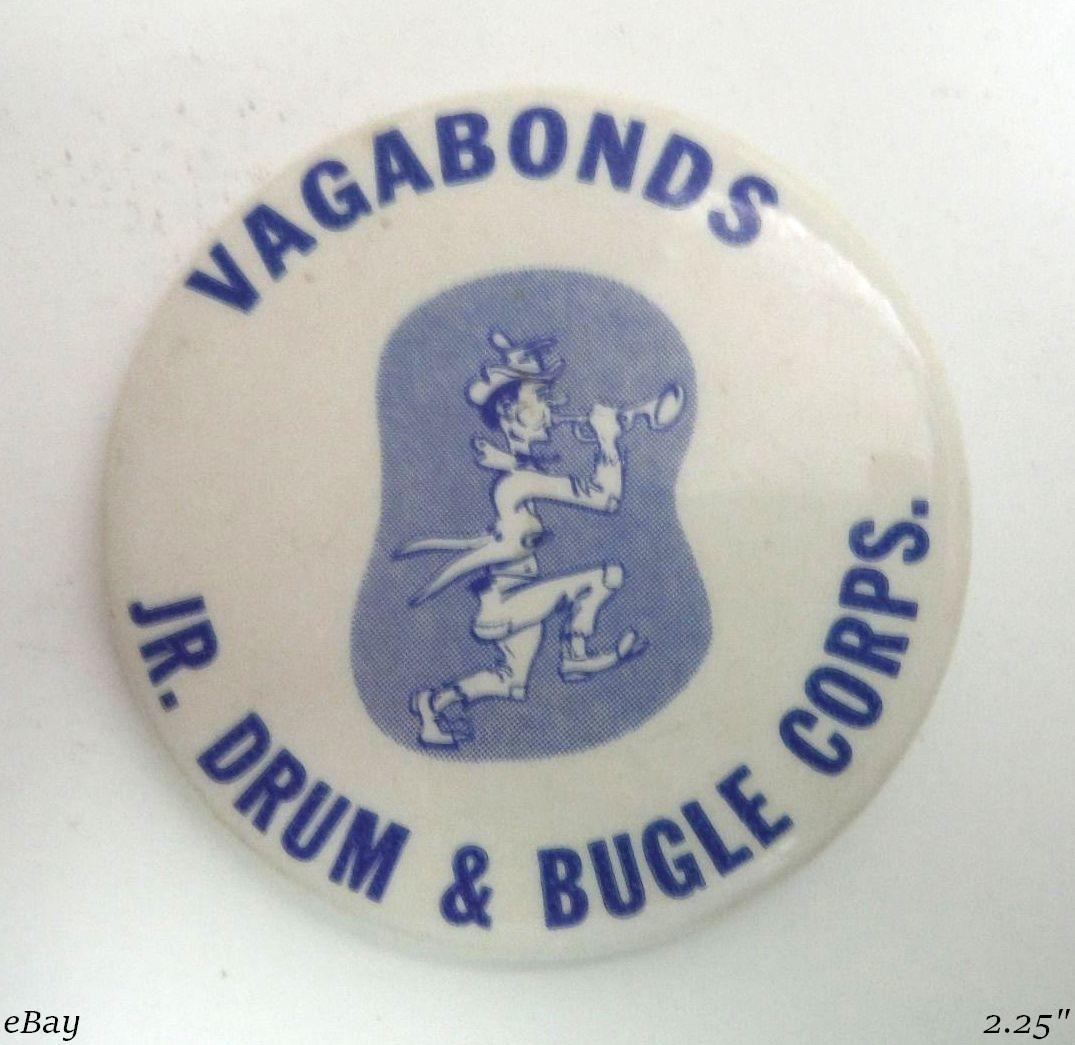 VAGABONDS
JR. DRUM & BUGLE CORPS.
eBay
2.25"